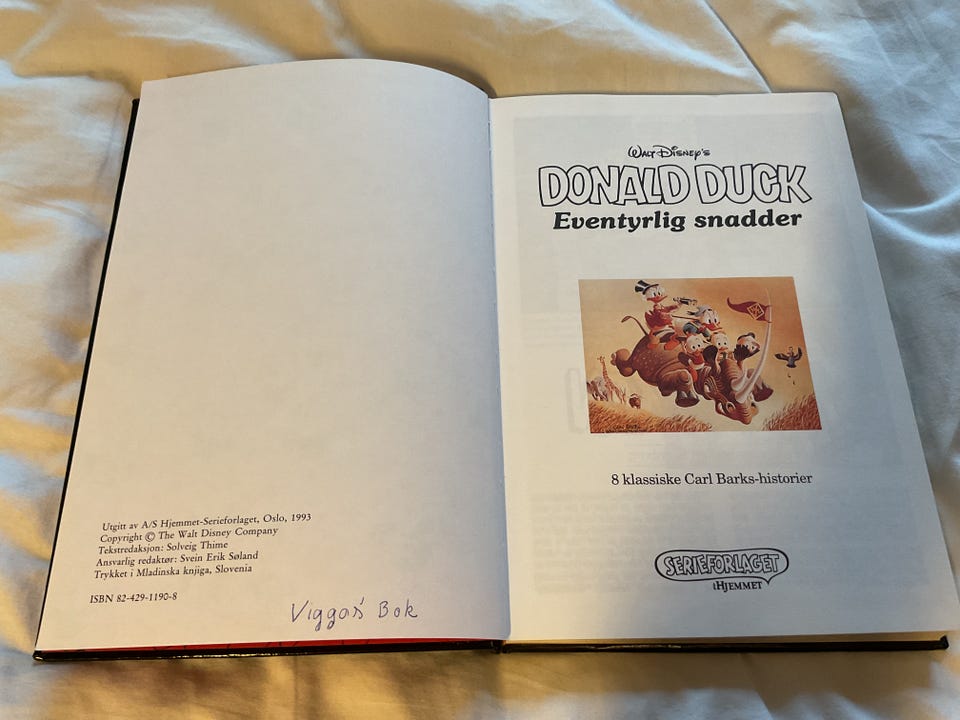 Utgitt av A/S Hjemmet-Serieforlaget, Oslo, 1993
Copyright © The Walt Disney Company
Tekstredaksjon: Solveig Thime
Ansvarlig redaktør: Svein Erik Søland
Trykket i Mladinska knjiga, Slovenia
ISBN 82-429-1190-8
Viggos Bok
WALT DISNEY'S
DONALD DUCK
Eventyrlig snadder
8 klassiske Carl Barks-historier
SERIEFORLAGET
HJEMMET